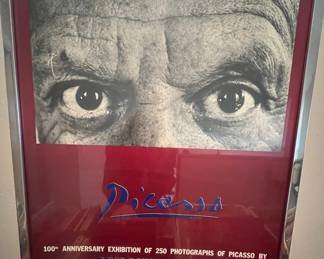 Picasso
100th ANNIVERSARY EXHIBITION OF 250 PHOTOGRAPHS OF PICASSO BY